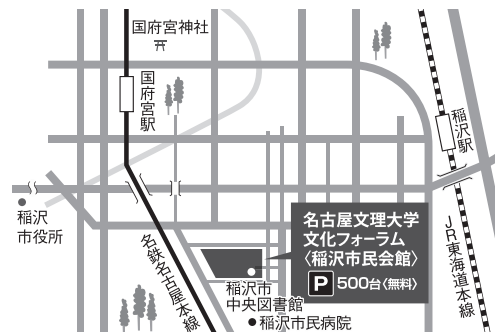 国府宮神社
国府宮駅
稲沢駅
稲沢
市役所
名古屋文理大学
文化フォーラム
〈稲沢市民会館〉
P 500台〈無料〉
JR東海道本線
名鉄名古屋本線
稲沢市
中央図書館
稲沢市民病院